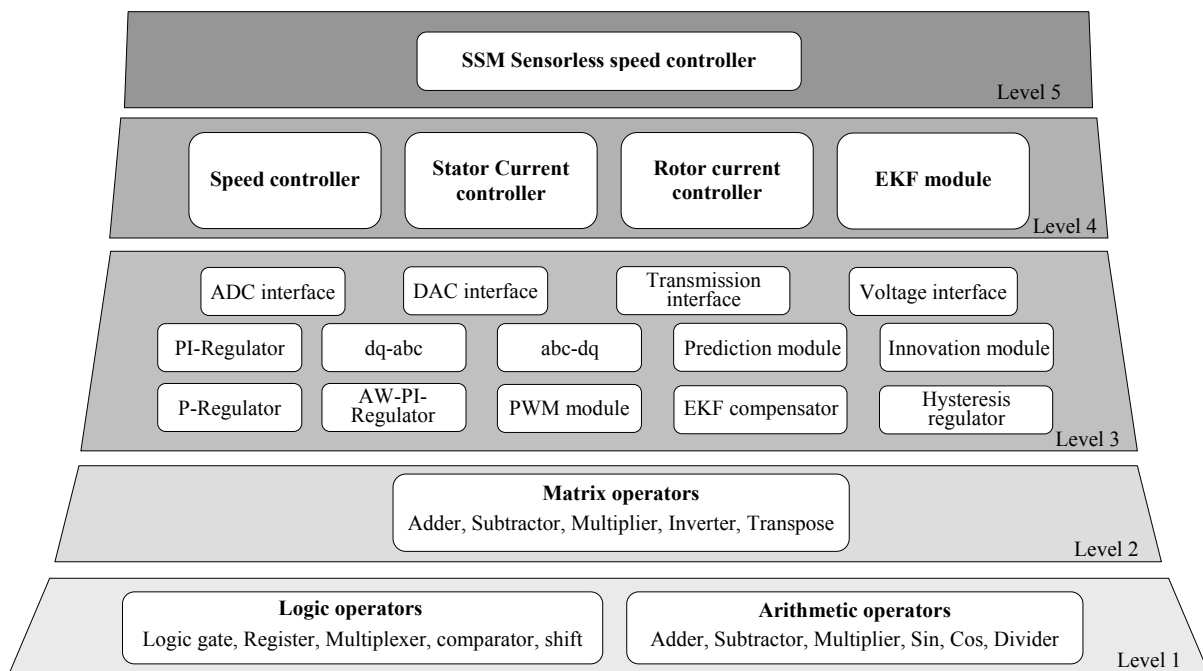 SSM Sensorless speed controller
Level 5
Speed controller
Stator Current
controller
Rotor current
controller
EKF module
Level 4
ADC interface
DAC interface
Transmission
interface
Voltage interface
PI-Regulator
dq-abc
abc-dq
Prediction module
Innovation module
P-Regulator
AW-PI-
Regulator
PWM module
EKF compensator
Hysteresis
regulator
Level 3
Matrix operators
Adder, Subtractor, Multiplier, Inverter, Transpose
Level 2
Logic operators
Logic gate, Register, Multiplexer, comparator, shift
Arithmetic operators
Adder, Subtractor, Multiplier, Sin, Cos, Divider
Level 1